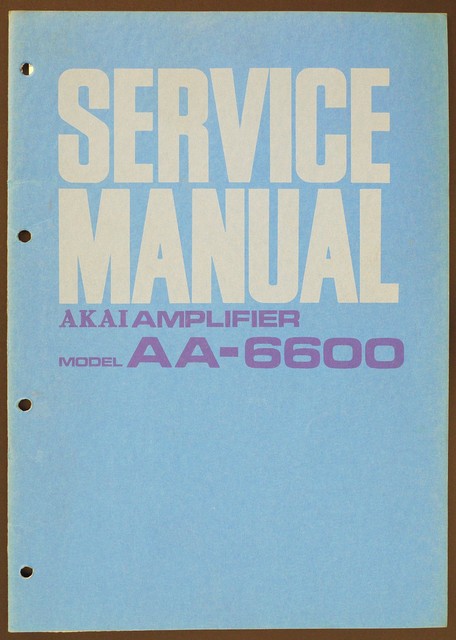 SERVICE
MANUAL
AKAI AMPLIFIER
MODEL AA-6600